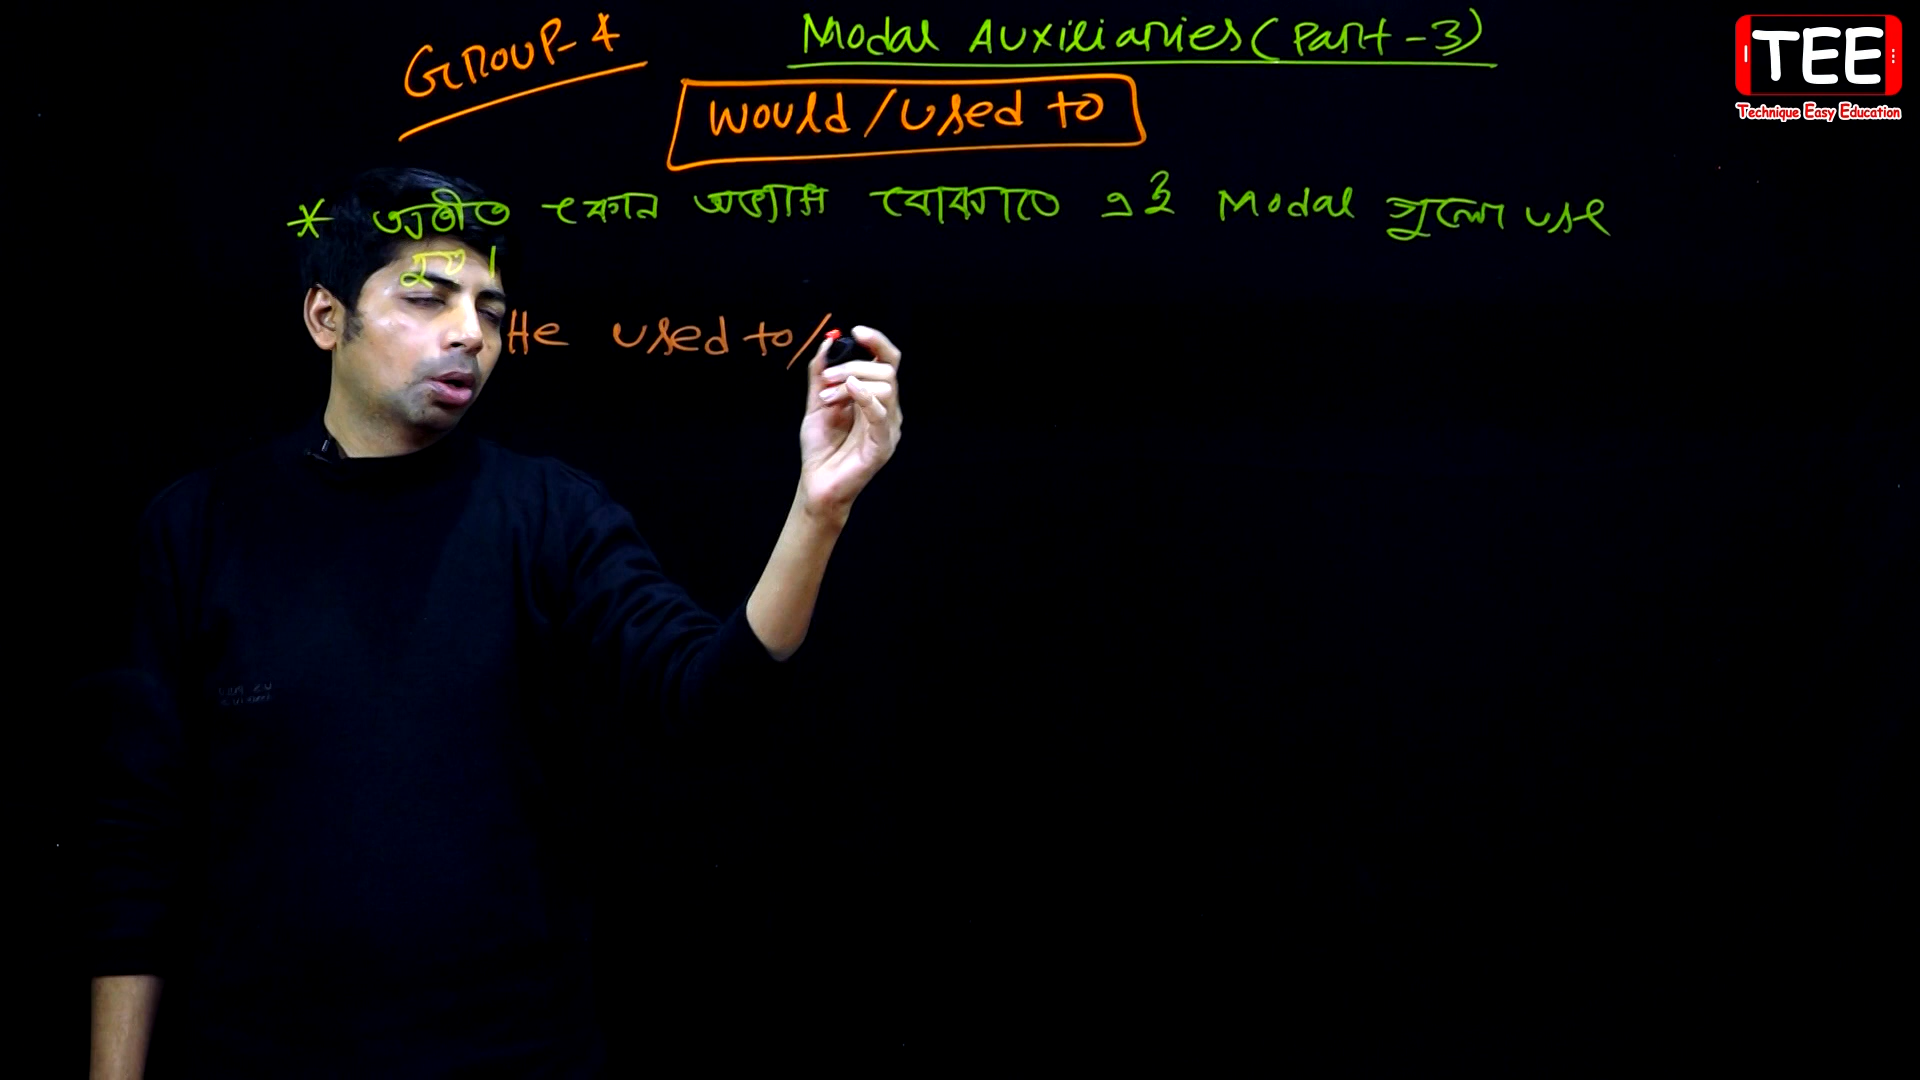 GROUP-4
Modal Auxiliaries (Part-3)
Would/Used to
* অতীত কোন অভ্যাস বোঝাতে এই Modal গুলো use
হয়।
He used to/
TEE
Technique Easy Education